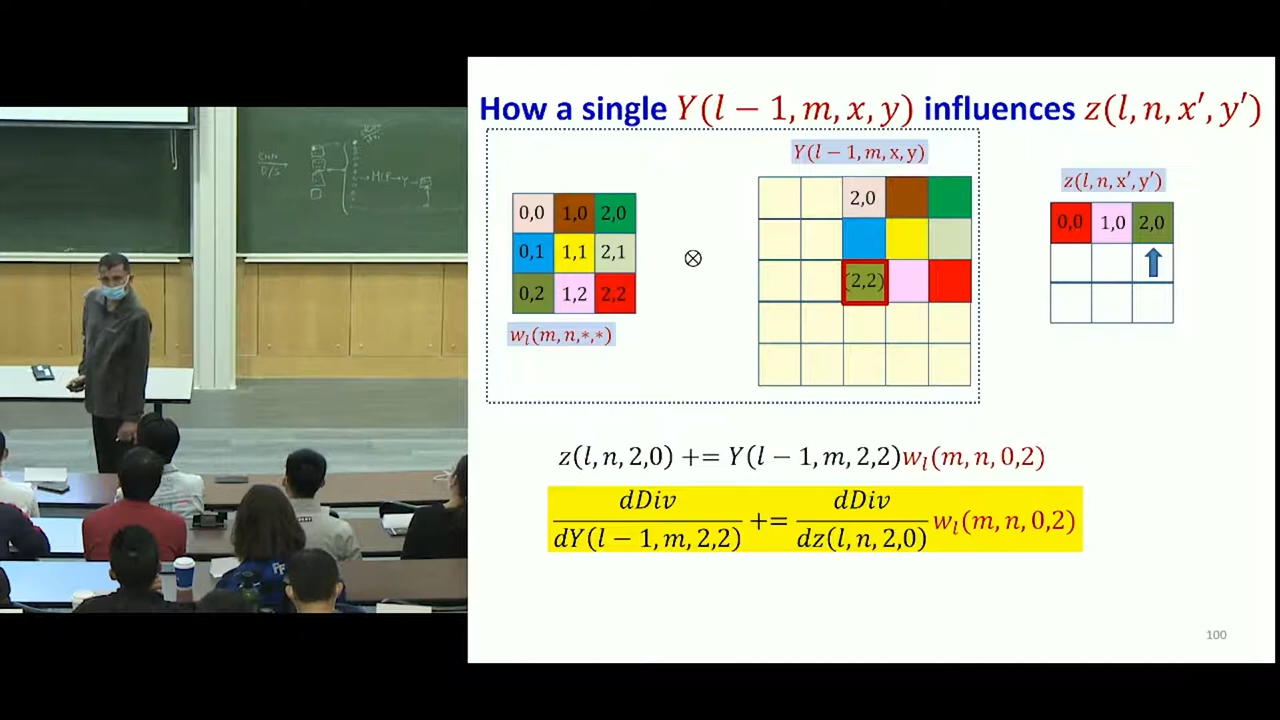 How a single Y(l − 1, m, x, y) influences z(l, n, x′, y′)
Y(l − 1, m, x, y)
z(l, n, x′, y′)
0,0 1,0 2,0
0,1 1,1 2,1
0,2 1,2 2,2
w_l(m, n,∗,∗)
⊗
2,0
(2,2)
0,0 1,0 2,0
z(l, n, 2,0) += Y(l − 1, m, 2,2)w_l(m, n, 0,2)
dDiv/dY(l − 1, m, 2,2) += dDiv/dz(l, n, 2,0) w_l(m, n, 0,2)
100
MLP